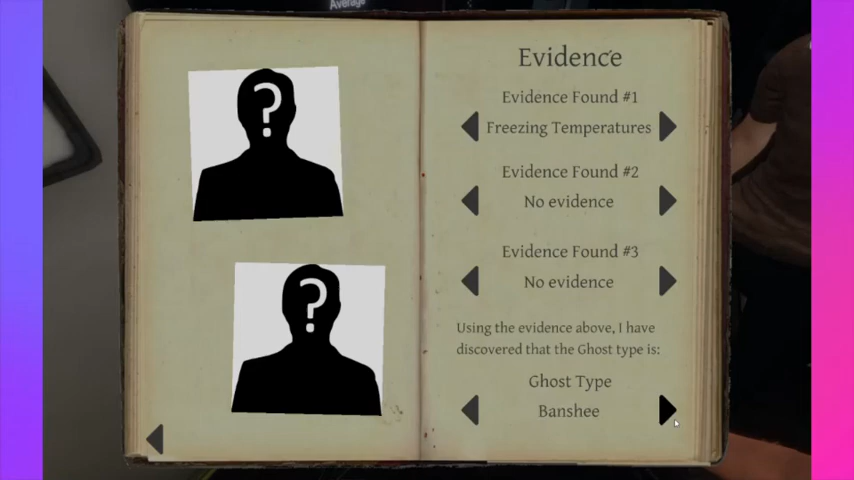 Average
?
?
Evidence
Evidence Found #1
Freezing Temperatures
Evidence Found #2
No evidence
Evidence Found #3
No evidence
Using the evidence above, I have
discovered that the Ghost type is:
Ghost Type
Banshee